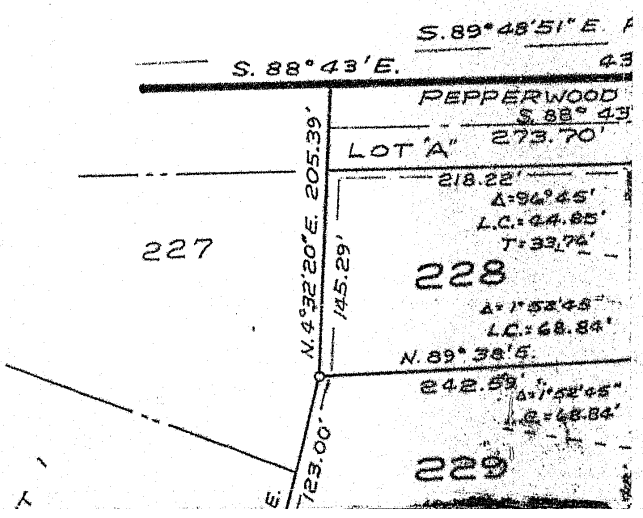 S. 89° 48' 51" E.
S. 88° 43' E.
43
PEPPERWOOD
S. 88° 43'
LOT "A" 273.70'
218.22'
L.C. = 44.85'
T = 33.74'
N. 4° 32' 20" E. 205.39'
145.29'
227
228
Δ = 1° 52' 45"
L.C. = 68.84'
N. 89° 38' E.
242.59'
Δ = 1° 52' 45"
L.C. = 68.84'
123.00'
E.
229